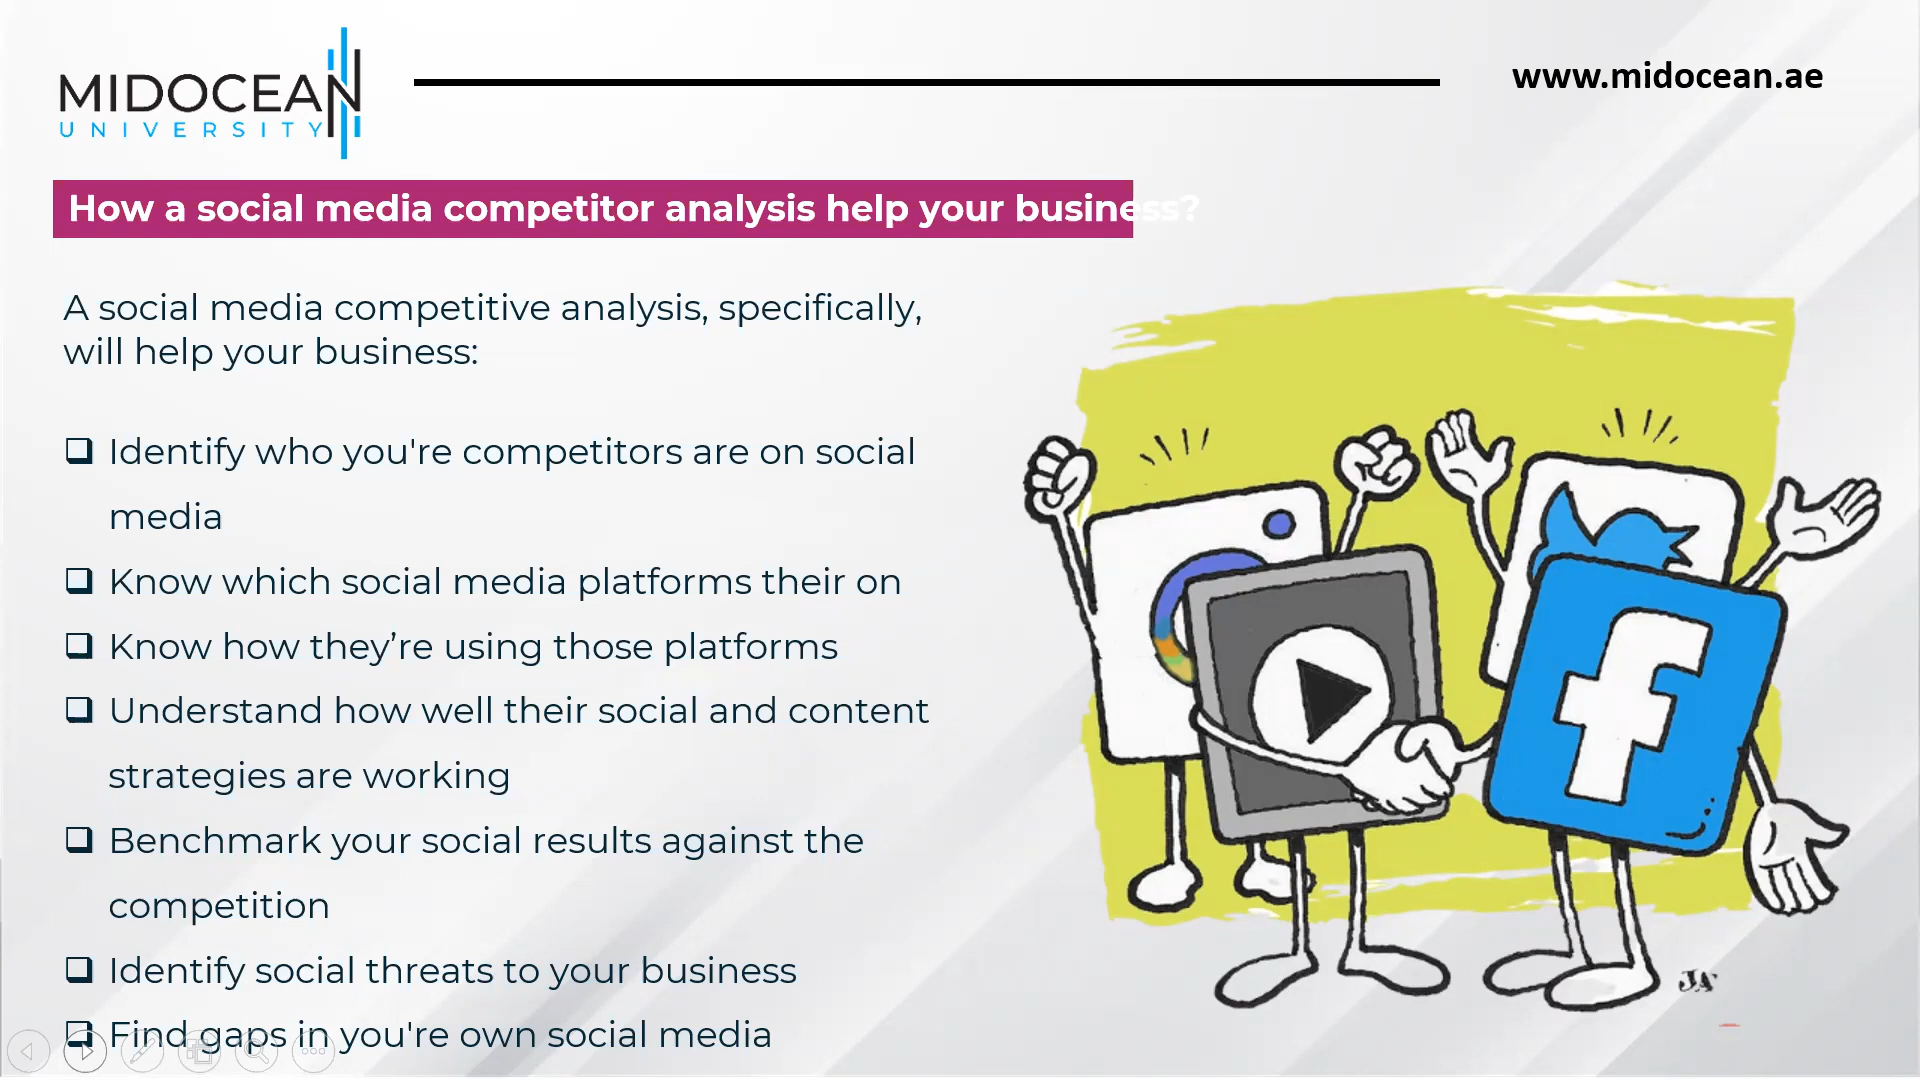 MIDOCEAN
UNIVERSITY
www.midocean.ae
How a social media competitor analysis help your business?
A social media competitive analysis, specifically,
will help your business:
Identify who you're competitors are on social
media
Know which social media platforms their on
Know how they’re using those platforms
Understand how well their social and content
strategies are working
Benchmark your social results against the
competition
Identify social threats to your business
Find gaps in you're own social media
f
JA